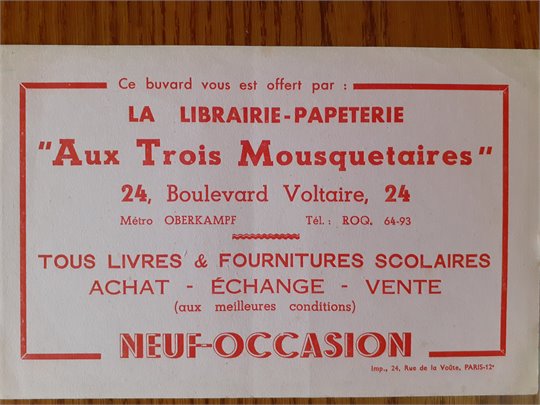 Ce buvard vous est offert par :
LA LIBRAIRIE-PAPETERIE
"Aux Trois Mousquetaires"
24, Boulevard Voltaire, 24
Métro OBERKAMPF Tél. : ROQ. 64-93
TOUS LIVRES & FOURNITURES SCOLAIRES
ACHAT - ÉCHANGE - VENTE
(aux meilleures conditions)
NEUF-OCCASION
Imp., 24, Rue de la Voûte, PARIS-12e